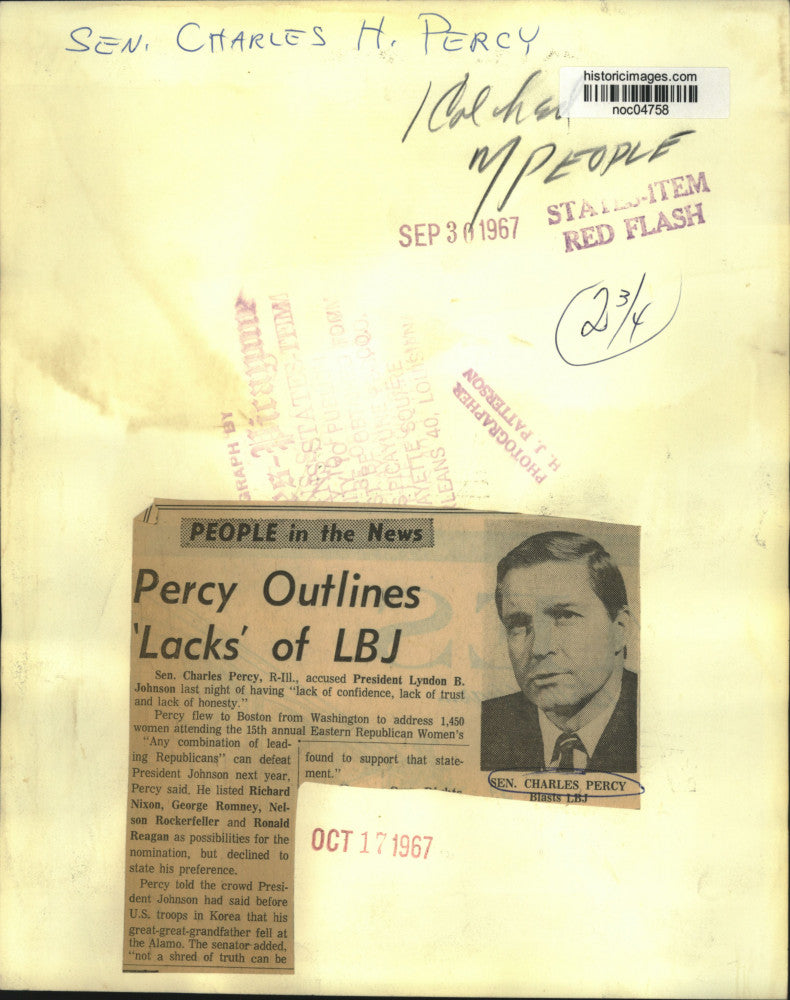 SEN. CHARLES H. PERCY
historicimages.com
noc04758
1 Col
M/PEOPLE
SEP 30 1967
STATES-ITEM
RED FLASH
2 3/4
PHOTOGRAPHER
H. J. PATTERSON
PEOPLE in the News
Percy Outlines
'Lacks' of LBJ
Sen. Charles Percy, R-Ill., accused President Lyndon B.
Johnson last night of having "lack of confidence, lack of trust
and lack of honesty."
Percy flew to Boston from Washington to address 1,450
women attending the 15th annual Eastern Republican Women's
"Any combination of lead-
ing Republicans" can defeat
President Johnson next year,
Percy said. He listed Richard
Nixon, George Romney, Nel-
son Rockerfeller and Ronald
Reagan as possibilities for the
nomination, but declined to
state his preference.
Percy told the crowd Presi-
dent Johnson had said before
U.S. troops in Korea that his
great-great-grandfather fell at
the Alamo. The senator added,
"not a shred of truth can be
found to support that state-
ment."
SEN. CHARLES PERCY
Blasts LBJ
OCT 17 1967